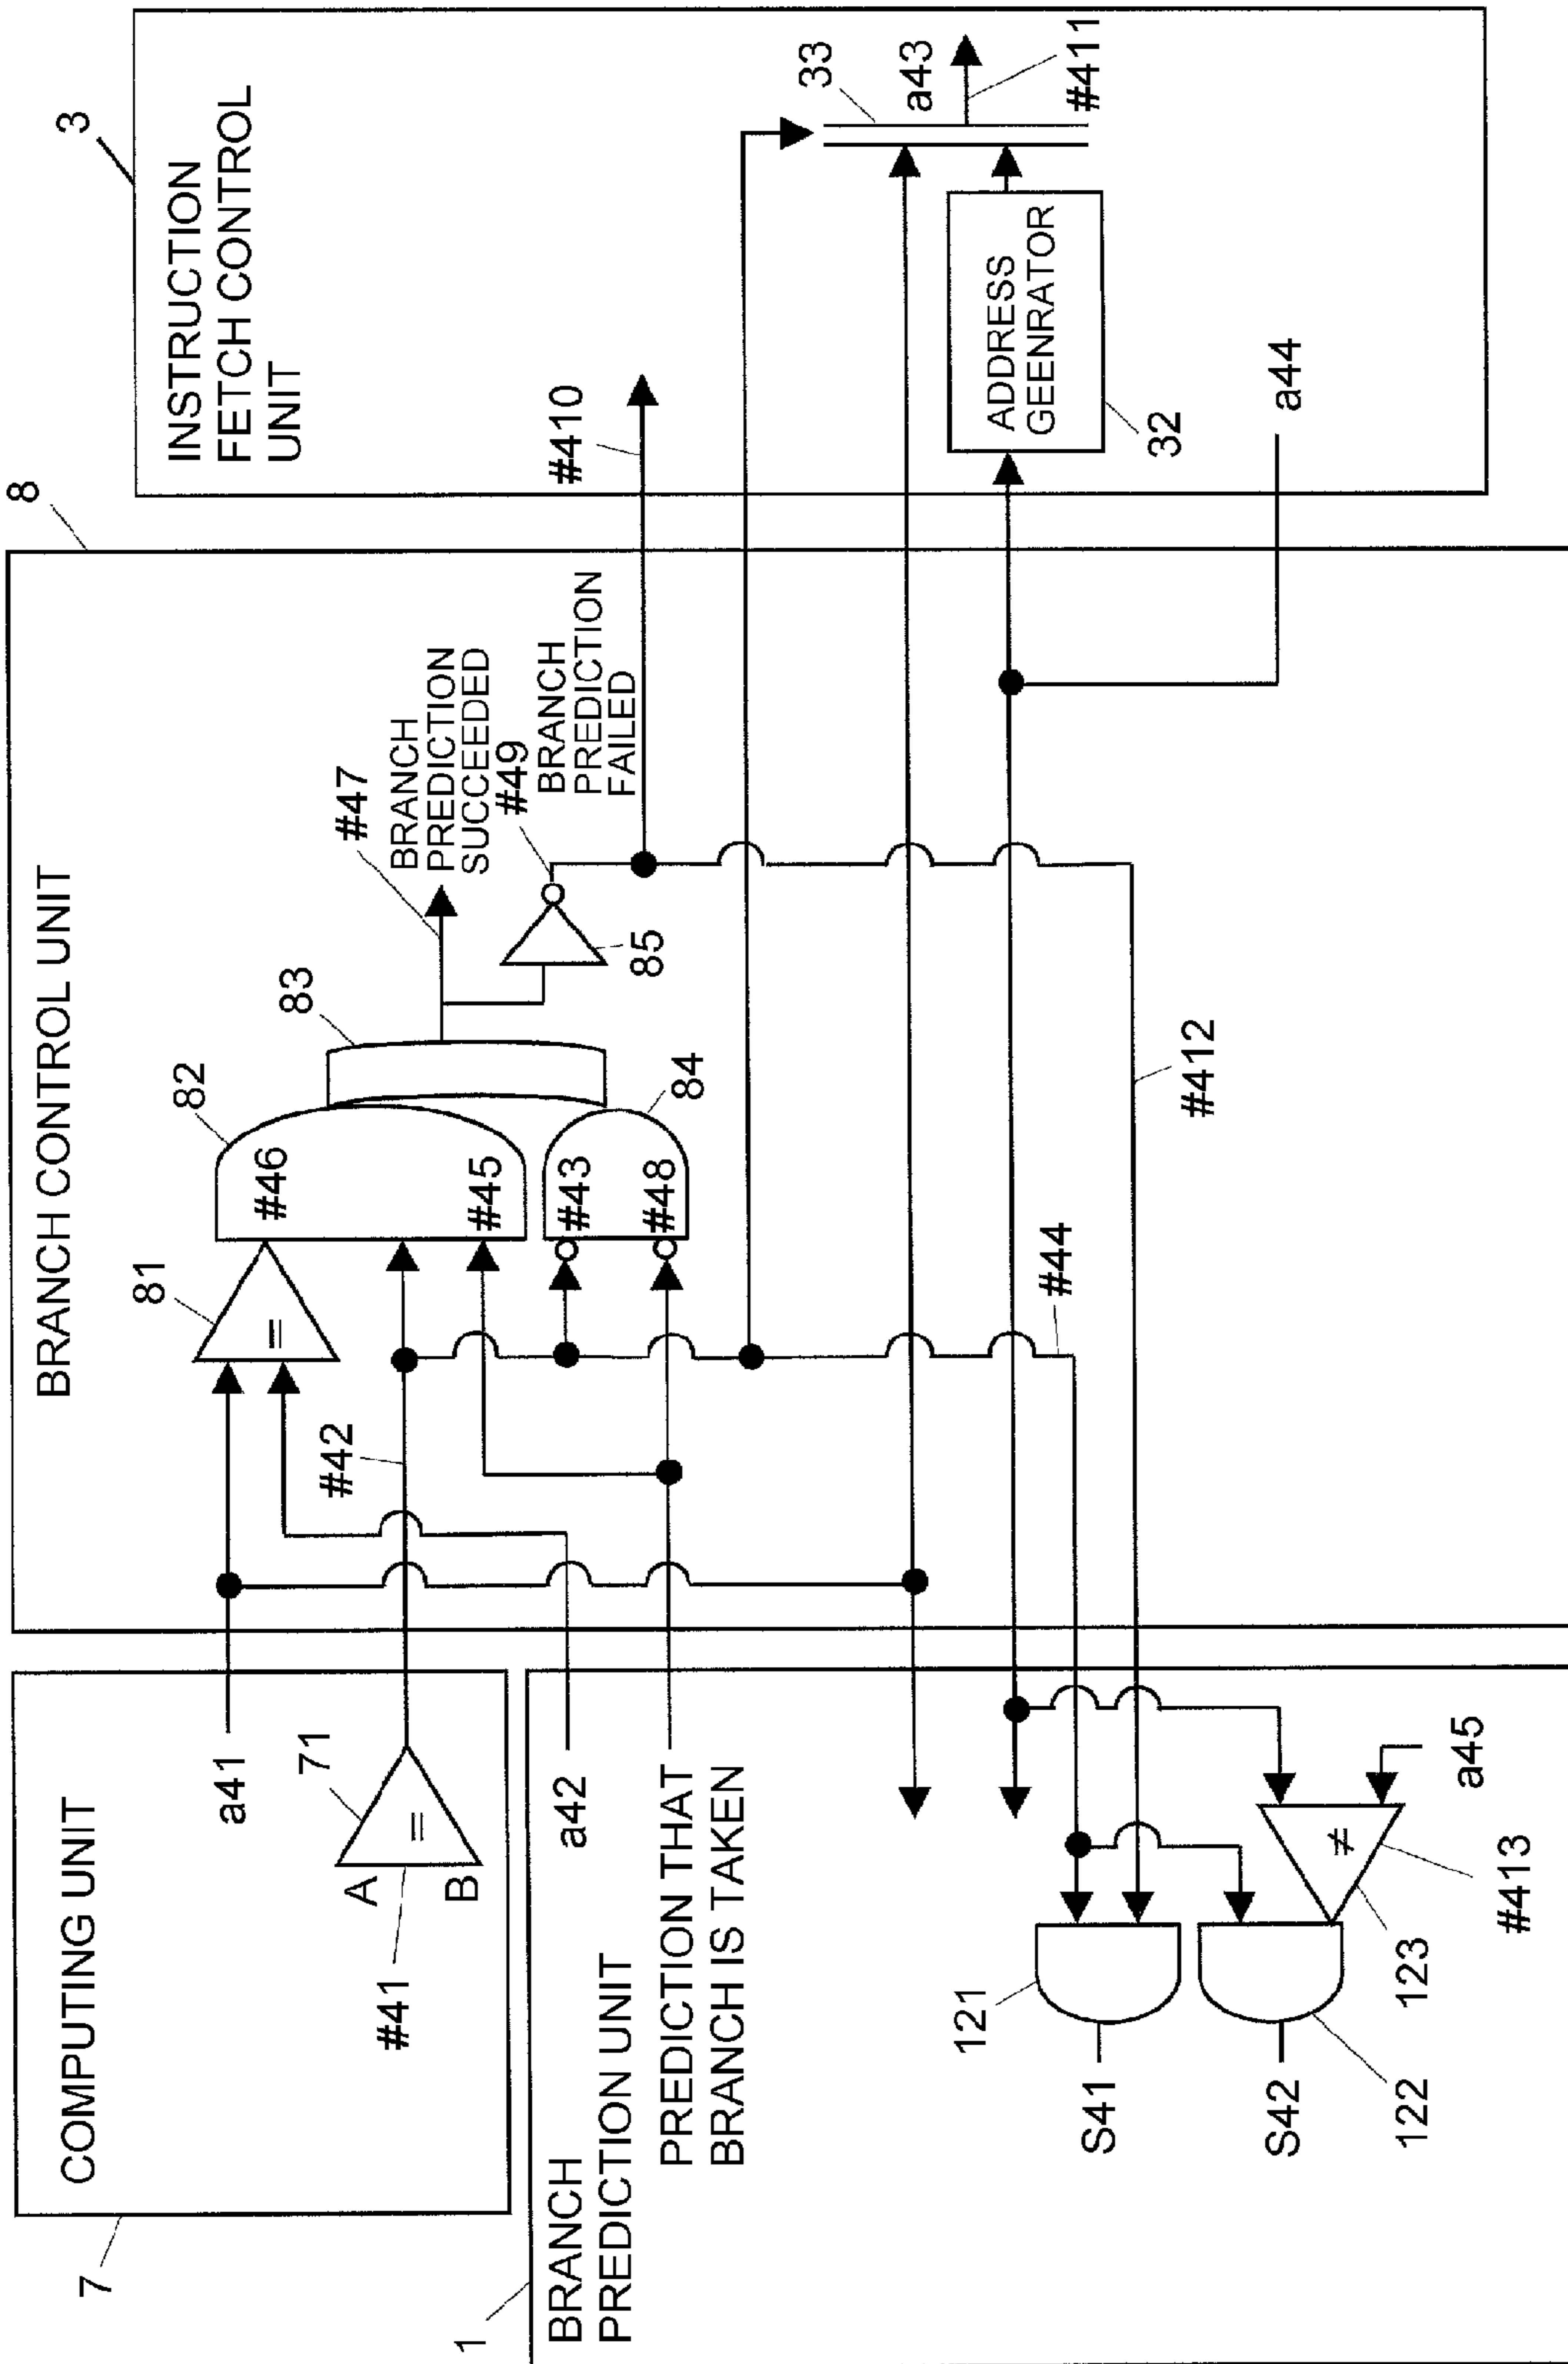 3
INSTRUCTION
FETCH CONTROL
UNIT
33
a43
#411
ADDRESS
GEENRATOR
32
a44
8
BRANCH CONTROL UNIT
#410
#47
BRANCH
PREDICTION
SUCCEEDED
#49
BRANCH
PREDICTION
FAILED
85
83
82
84
#46
#45
#43
#48
81
=
#42
#44
#412
7
COMPUTING UNIT
a41
71
A
=
B
#41
1
BRANCH
PREDICTION UNIT
a42
PREDICTION THAT
BRANCH IS TAKEN
121
S41
S42
122
123
≠
a45
#413